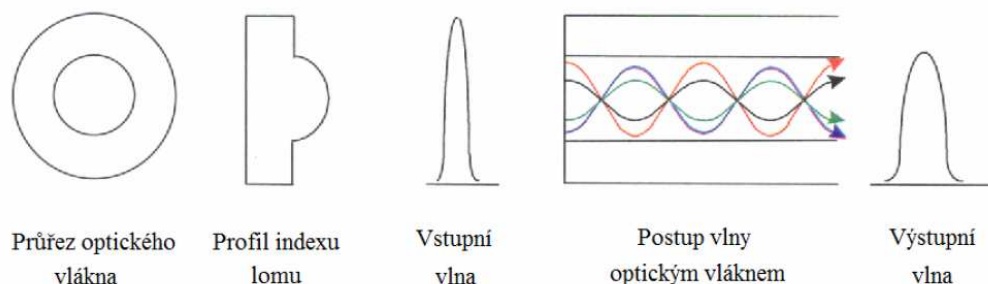 Průřez optického
vlákna
Profil indexu
lomu
Vstupní
vlna
Postup vlny
optickým vláknem
Výstupní
vlna